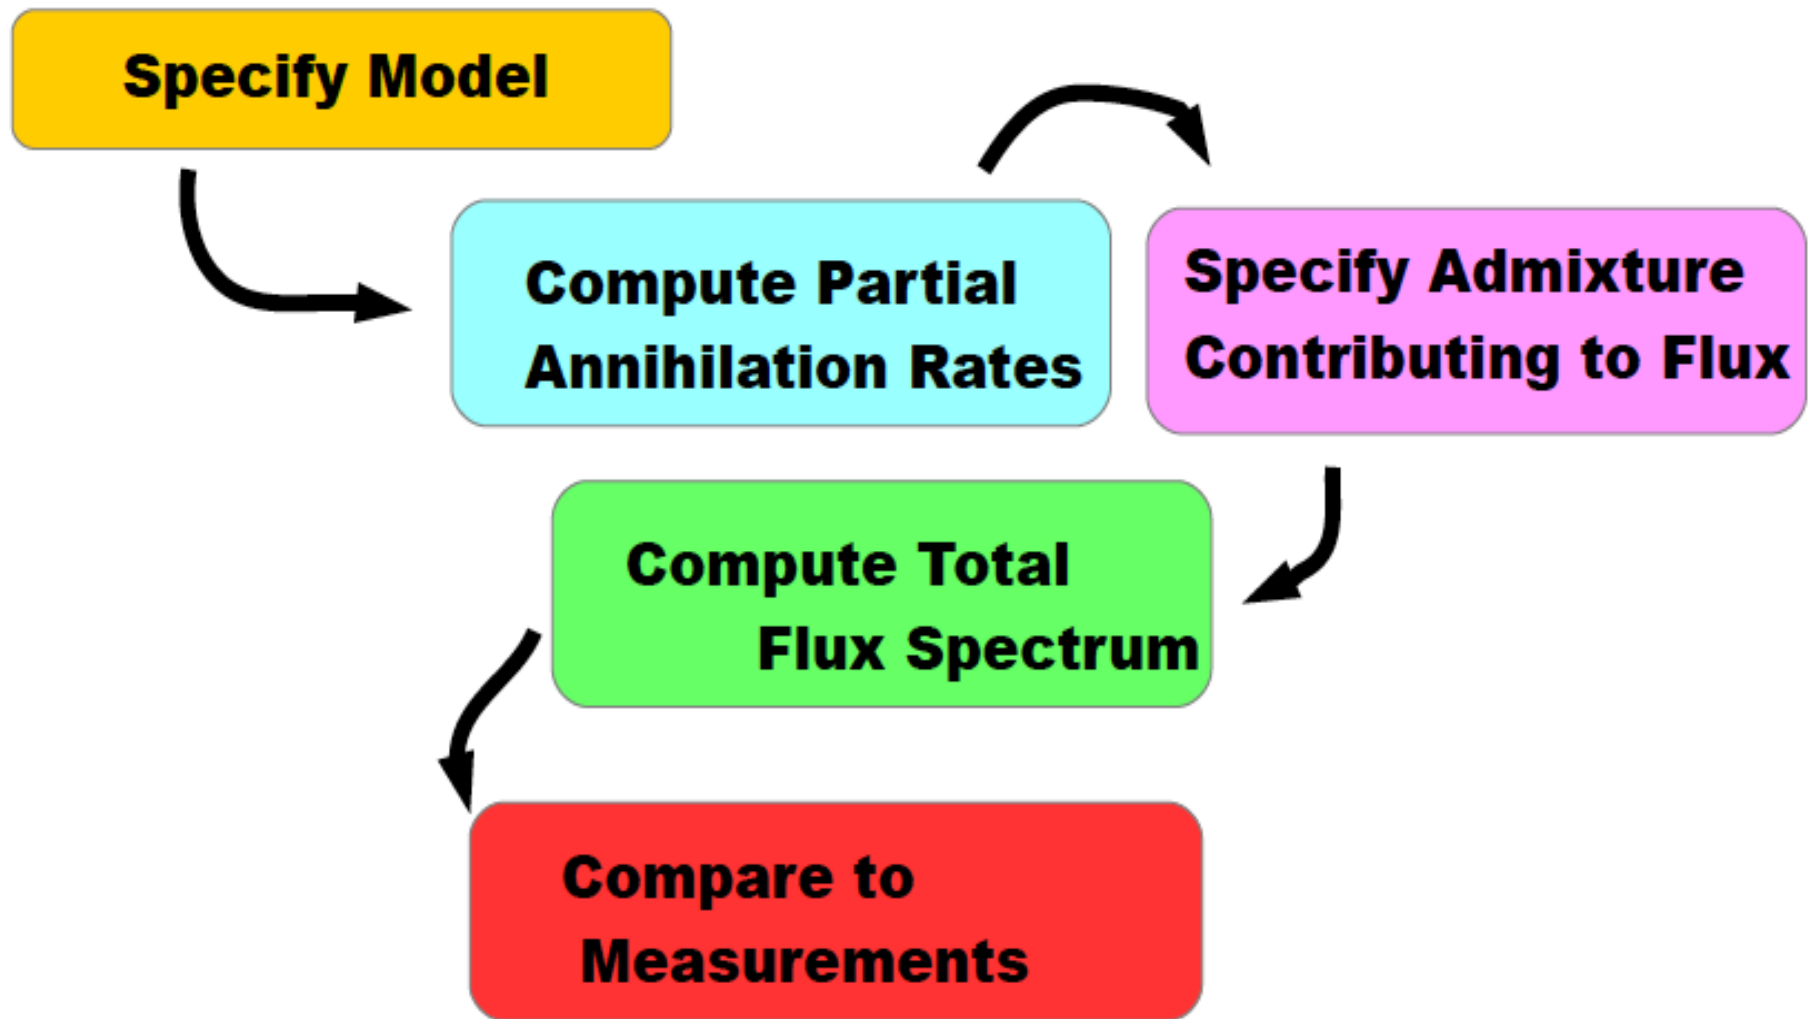 Specify Model
Compute Partial
Annihilation Rates
Specify Admixture
Contributing to Flux
Compute Total
Flux Spectrum
Compare to
Measurements